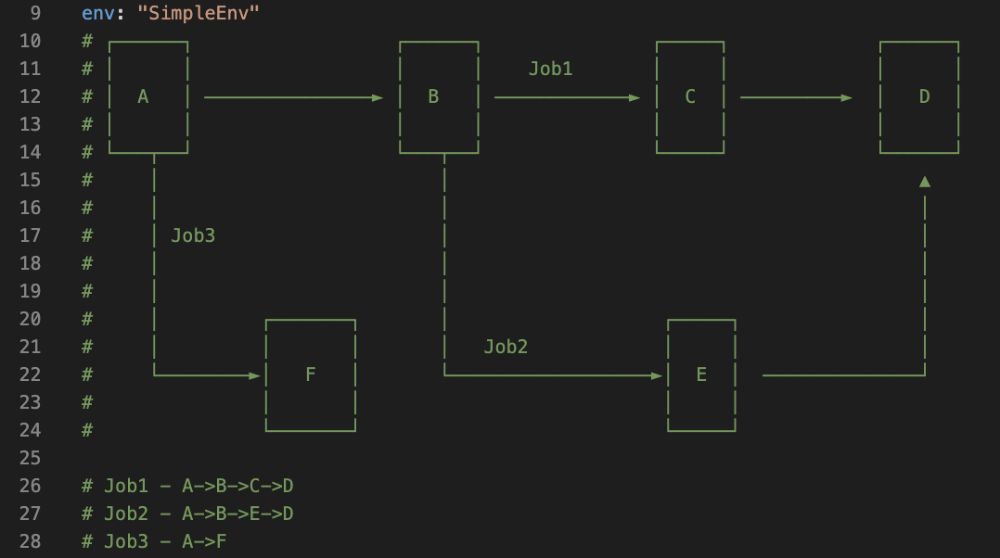 9 env: "SimpleEnv"
10 #
11 # Job1
12 # A B C D
13 #
14 #
15 #
16 #
17 # Job3
18 #
19 #
20 #
21 # Job2
22 # F E
23 #
24 #
25
26 # Job1 - A->B->C->D
27 # Job2 - A->B->E->D
28 # Job3 - A->F